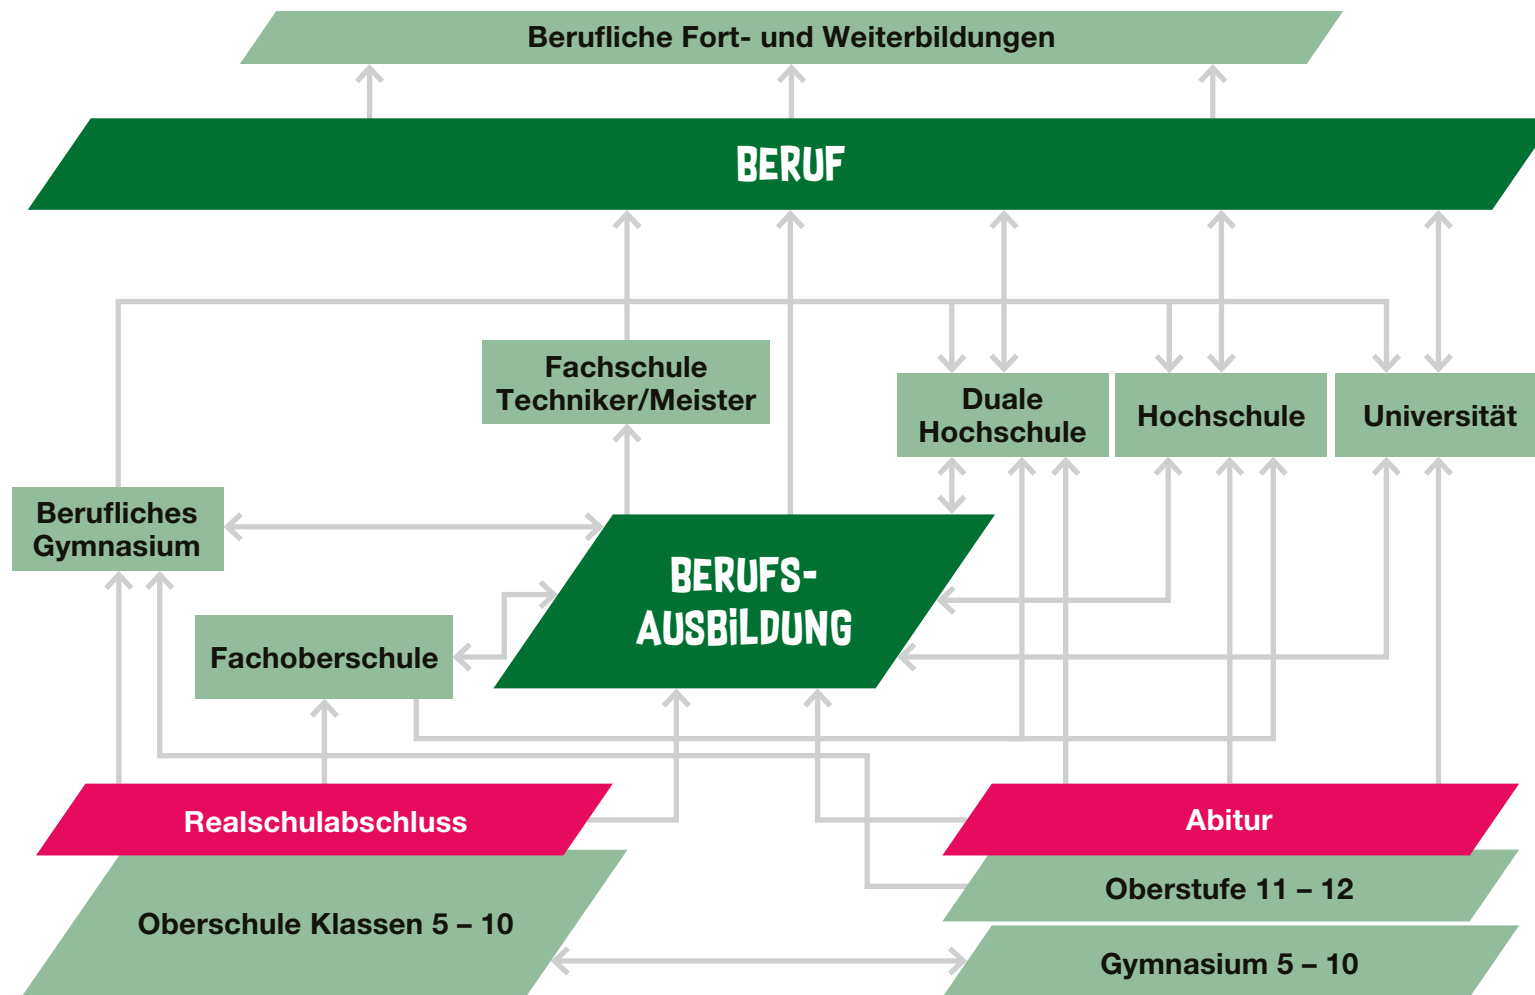 Berufliche Fort- und Weiterbildungen
BERUF
Fachschule
Techniker/Meister
Duale
Hochschule
Hochschule
Universität
Berufliches
Gymnasium
BERUFS-
AUSBiLDUNG
Fachoberschule
Realschulabschluss
Abitur
Oberschule Klassen 5 – 10
Oberstufe 11 – 12
Gymnasium 5 – 10